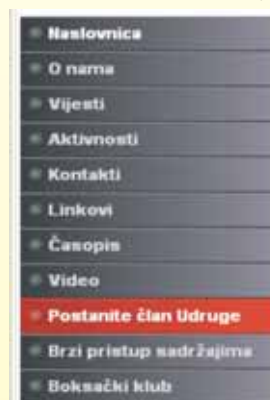 Naslovnica
O nama
Vijesti
Aktivnosti
Kontakti
Linkovi
Časopis
Video
Postanite član Udruge
Brzi pristup sadržajima
Boksački klub